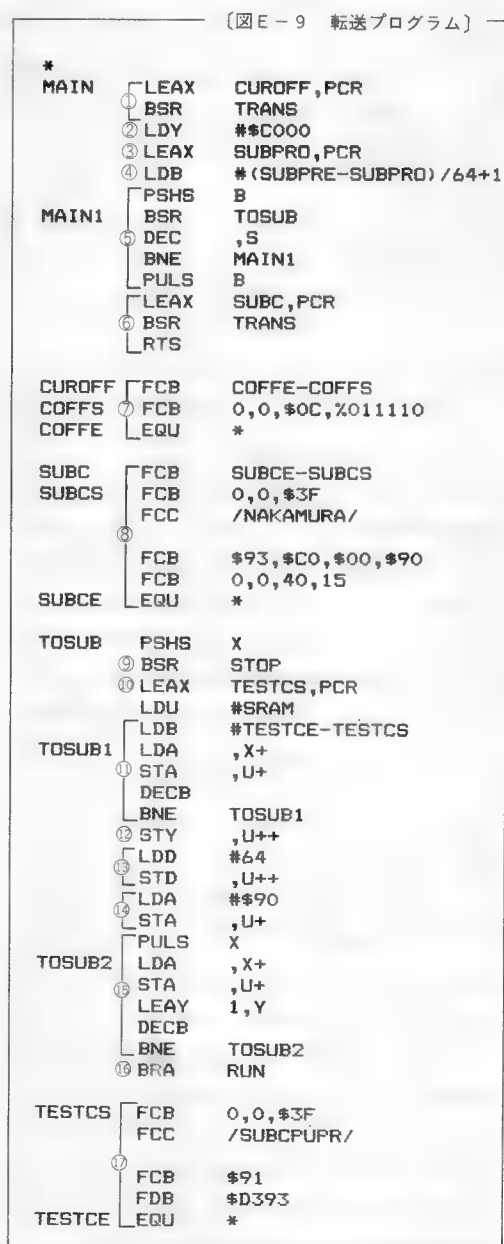 〔図E-9 転送プログラム〕
*
MAIN LEAX CUROFF,PCR
① BSR TRANS
② LDY #$C000
③ LEAX SUBPRO,PCR
④ LDB #(SUBPRE-SUBPRO)/64+1
PSHS B
MAIN1 BSR TOSUB
⑤ DEC ,S
BNE MAIN1
PULS B
LEAX SUBC,PCR
⑥ BSR TRANS
RTS
CUROFF FCB COFFE-COFFS
COFFS ⑦ FCB 0,0,$0C,%011110
COFFE EQU *
SUBC FCB SUBCE-SUBCS
SUBCS FCB 0,0,$3F
FCC /NAKAMURA/
⑧
FCB $93,$C0,$00,$90
FCB 0,0,40,15
SUBCE EQU *
TOSUB PSHS X
⑨ BSR STOP
⑩ LEAX TESTCS,PCR
LDU #SRAM
LDB #TESTCE-TESTCS
TOSUB1 LDA ,X+
⑪ STA ,U+
DECB
BNE TOSUB1
⑫ STY ,U++
⑬ LDD #64
STD ,U++
⑭ LDA #$90
STA ,U+
PULS X
TOSUB2 LDA ,X+
⑮ STA ,U+
LEAY 1,Y
DECB
BNE TOSUB2
⑯ BRA RUN
TESTCS FCB 0,0,$3F
FCC /SUBCPUPR/
⑰
FCB $91
FDB $D393
TESTCE EQU *